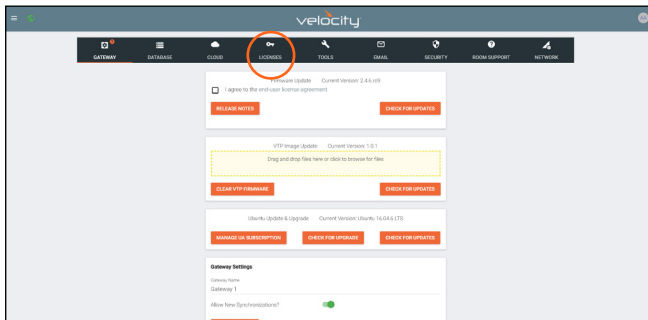 velocity
GATEWAY DATABASE CLOUD LICENSES TOOLS EMAIL SECURITY ROOM SUPPORT NETWORK
Firmware Update Current Version: 2.4.6.rc9
I agree to the end-user license agreement
RELEASE NOTES CHECK FOR UPDATES
VTP Image Update Current Version: 1.0.1
Drag and drop files here or click to browse for files
CLEAR VTP FIRMWARE CHECK FOR UPDATES
Ubuntu Update & Upgrade Current Version: Ubuntu 16.04.6 LTS
MANAGE UA SUBSCRIPTION CHECK FOR UPGRADE CHECK FOR UPDATES
Gateway Settings
Gateway Name
Gateway 1
Allow New Synchronizations?